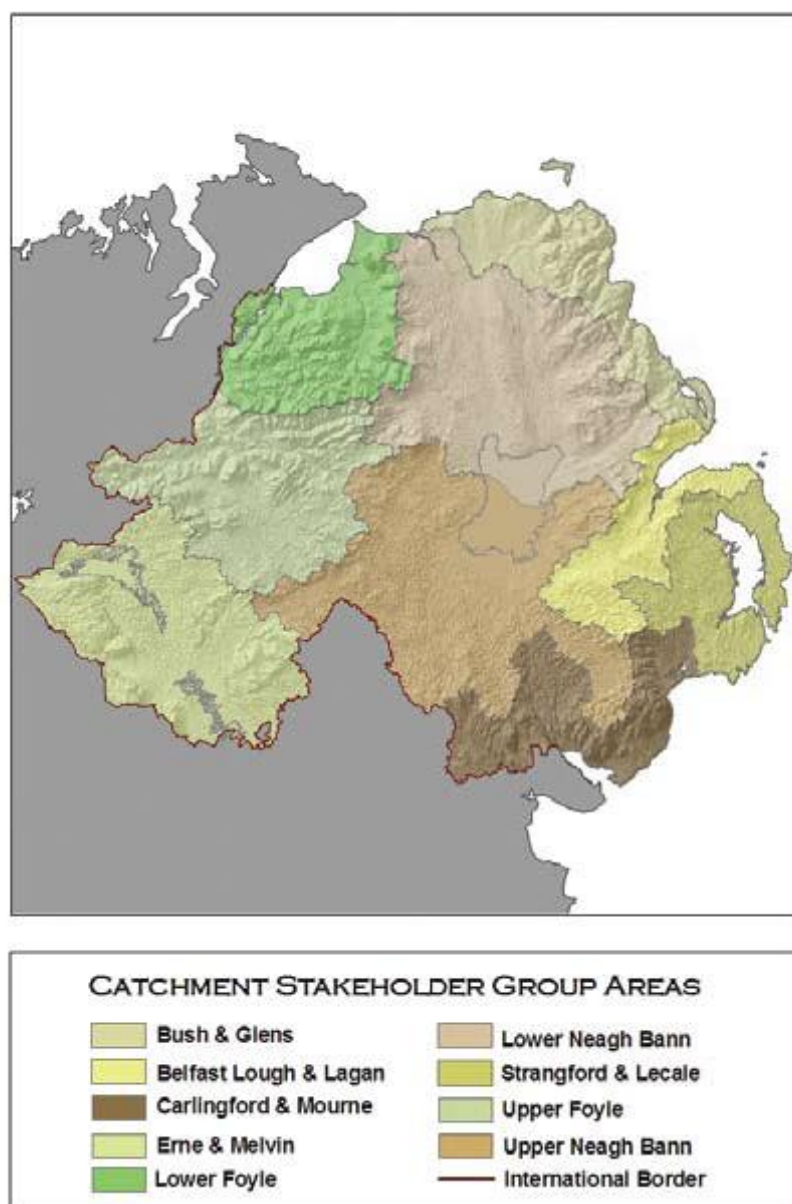 CATCHMENT STAKEHOLDER GROUP AREAS
Bush & Glens
Belfast Lough & Lagan
Carlingford & Mourne
Erne & Melvin
Lower Foyle
Lower Neagh Bann
Strangford & Lecale
Upper Foyle
Upper Neagh Bann
International Border